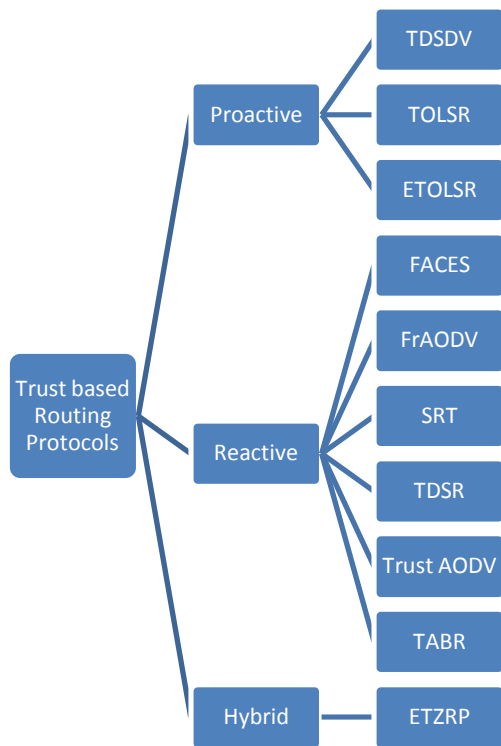 TDSDV
Proactive
TOLSR
ETOLSR
FACES
FrAODV
Trust based
Routing
Protocols
SRT
Reactive
TDSR
Trust AODV
TABR
Hybrid
ETZRP